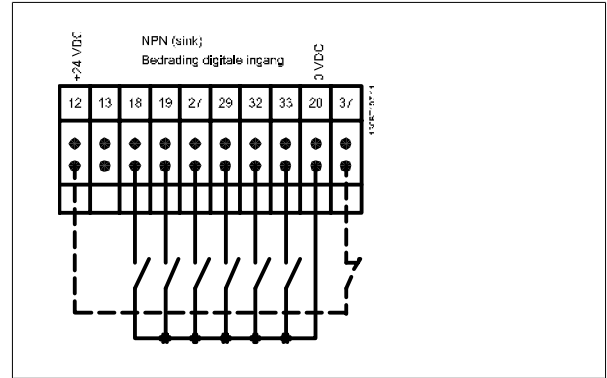 +24 VDC
NPN (sink)
Bedrading digitale ingang
0 VDC
12 13 18 19 27 29 32 33 20 37